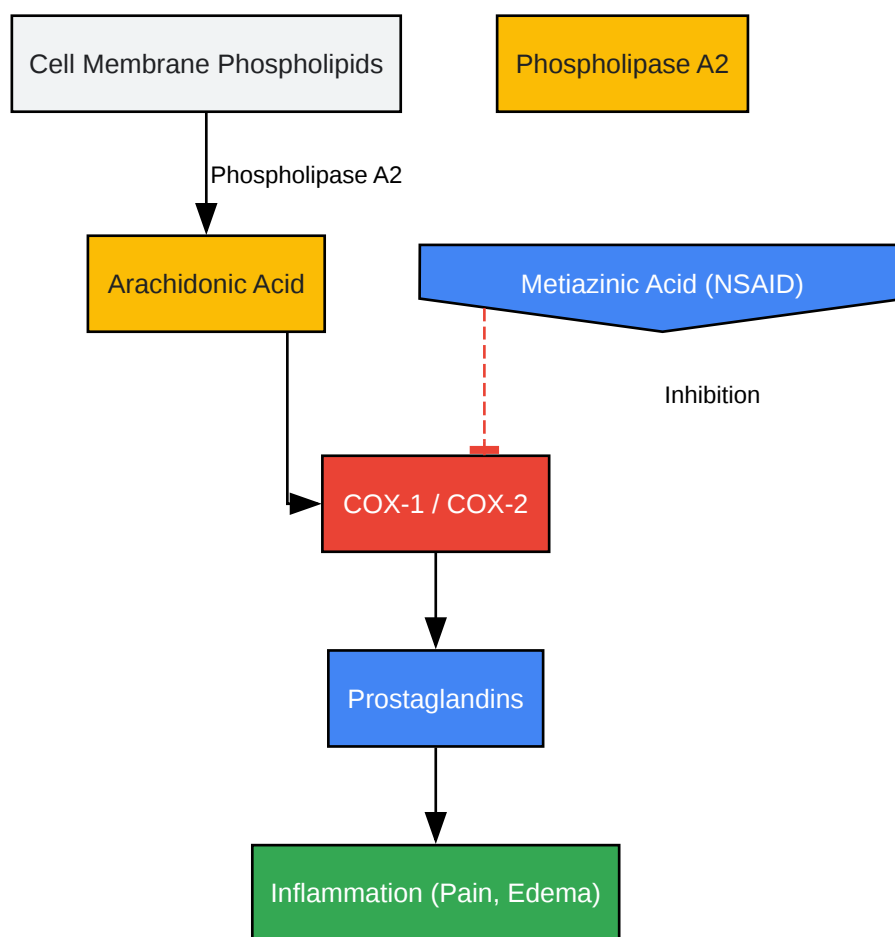 Cell Membrane Phospholipids
Phospholipase A2
Phospholipase A2
Arachidonic Acid
Metiazinic Acid (NSAID)
Inhibition
COX-1 / COX-2
Prostaglandins
Inflammation (Pain, Edema)